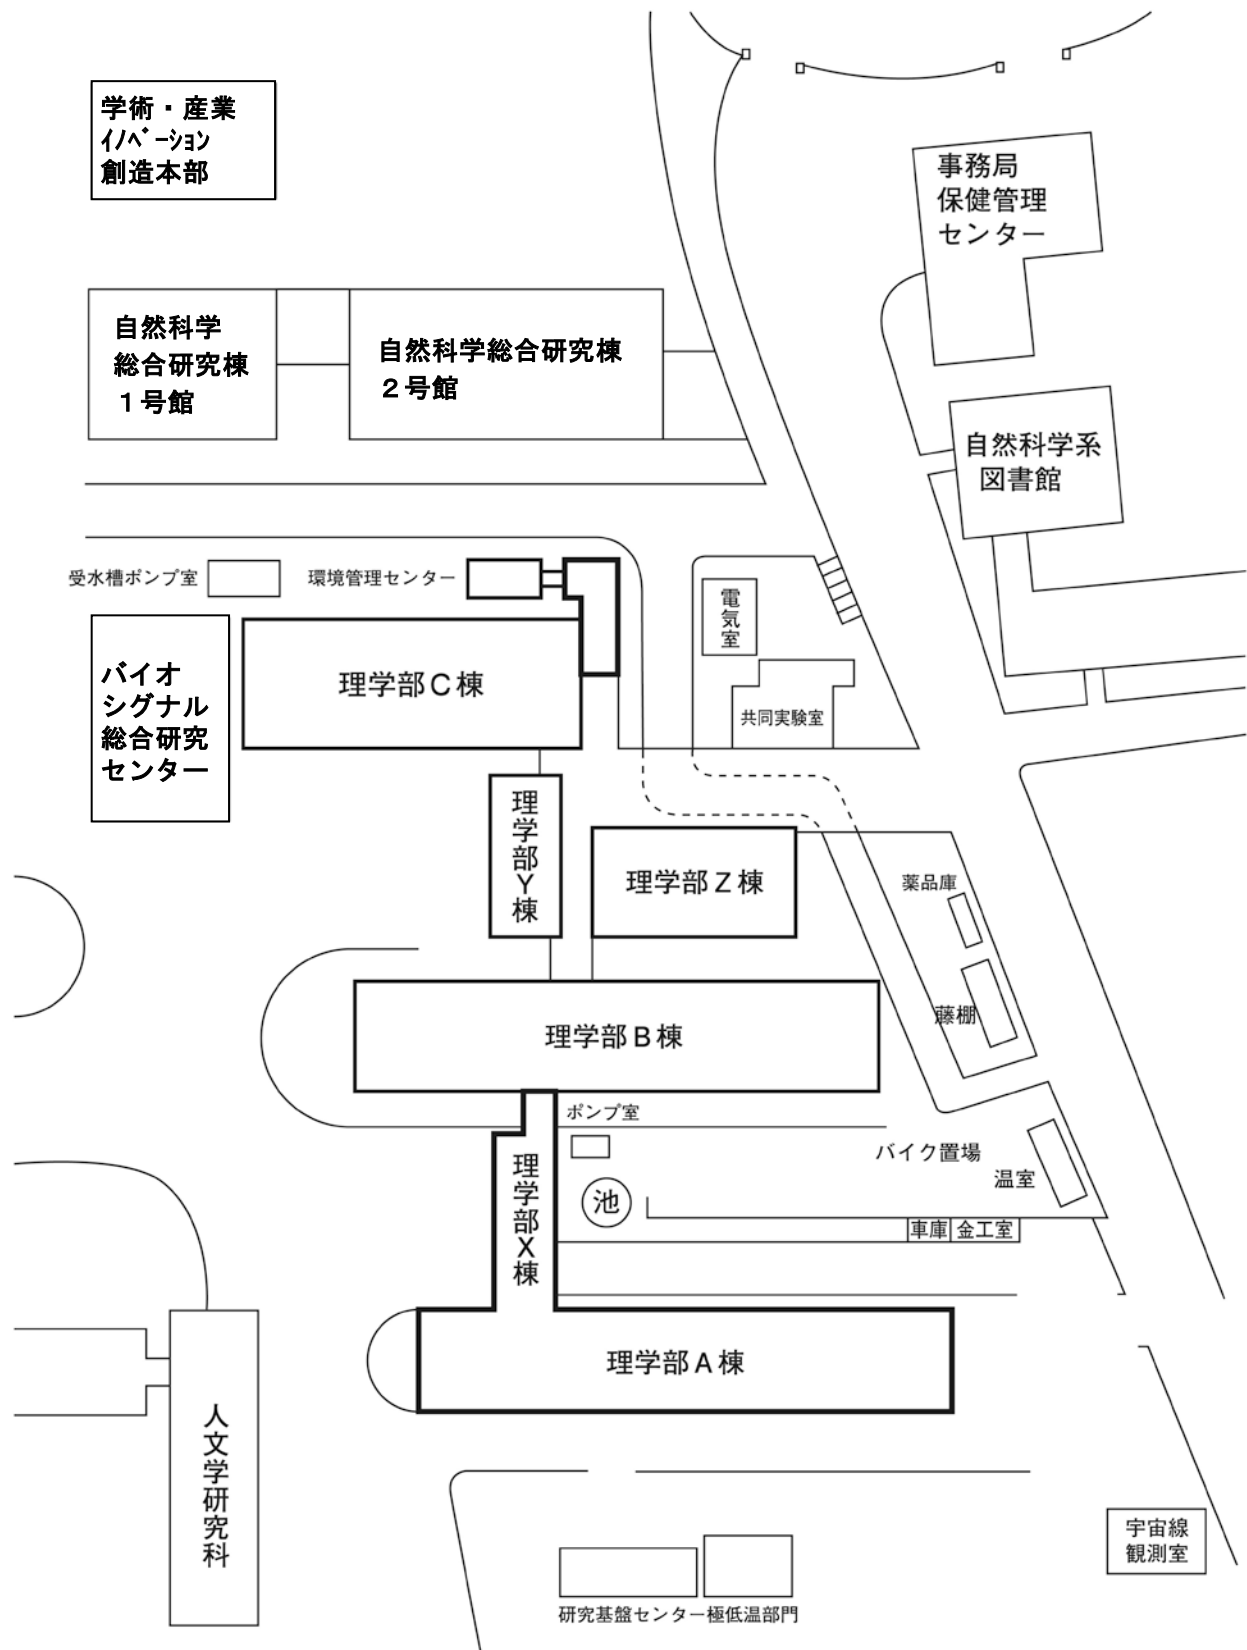 学術・産業
ｲﾉﾍﾞｰｼｮﾝ
創造本部
事務局
保健管理
センター
自然科学
総合研究棟
１号館
自然科学総合研究棟
２号館
自然科学系
図書館
受水槽ポンプ室
環境管理センター
電気室
バイオ
シグナル
総合研究
センター
理学部C棟
共同実験室
理学部Y棟
理学部Z棟
薬品庫
藤棚
理学部B棟
ポンプ室
バイク置場
温室
理学部X棟
池
車庫
金工室
理学部A棟
人文学研究科
宇宙線
観測室
研究基盤センター極低温部門